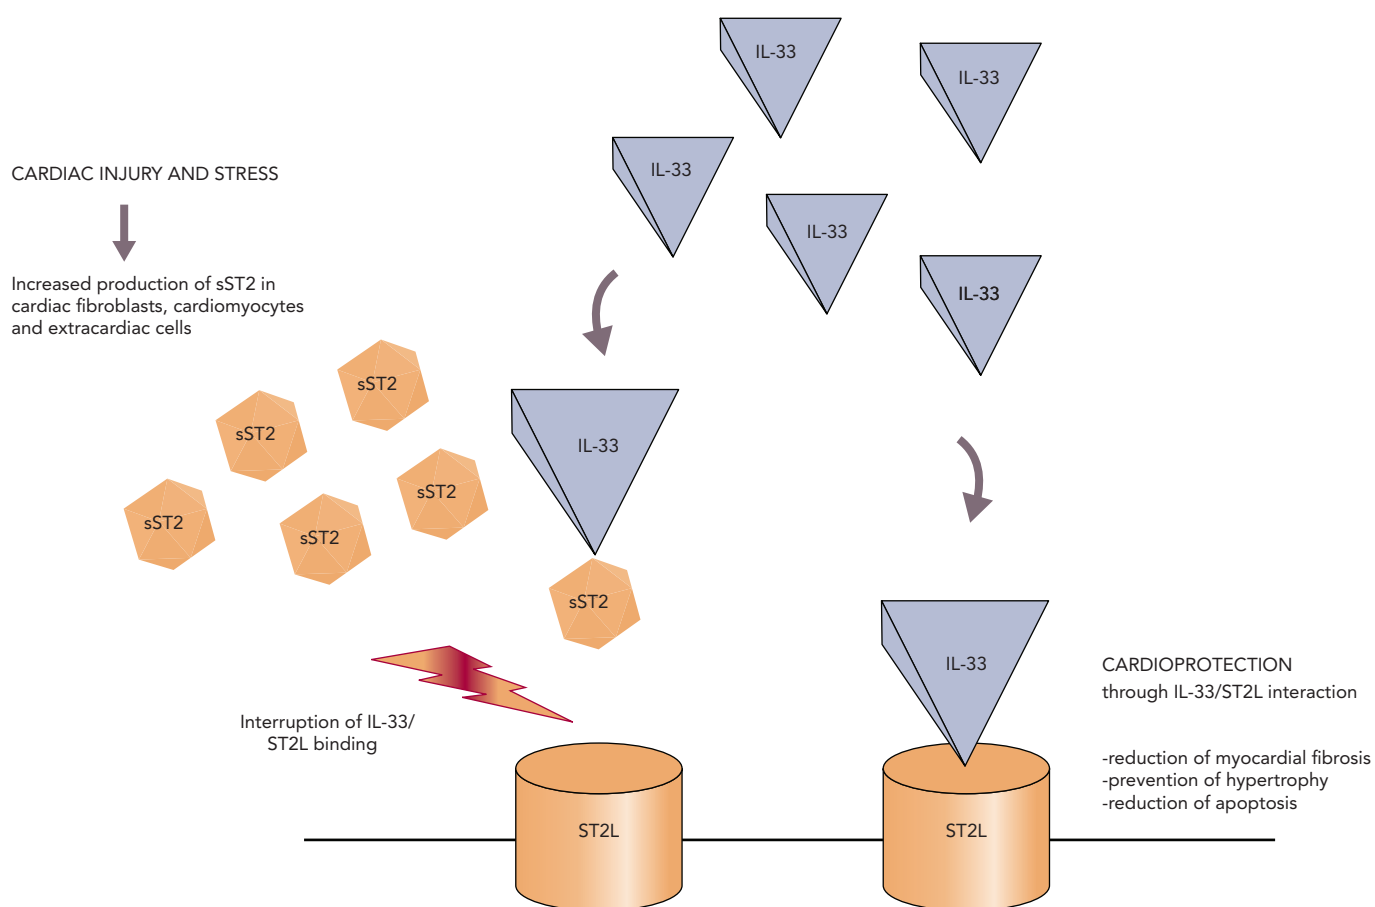 IL-33
IL-33
IL-33
IL-33
IL-33
CARDIAC INJURY AND STRESS
Increased production of sST2 in
cardiac fibroblasts, cardiomyocytes
and extracardiac cells
sST2
sST2
sST2
sST2
sST2
IL-33
sST2
Interruption of IL-33/
ST2L binding
ST2L
IL-33
ST2L
CARDIOPROTECTION
through IL-33/ST2L interaction
-reduction of myocardial fibrosis
-prevention of hypertrophy
-reduction of apoptosis